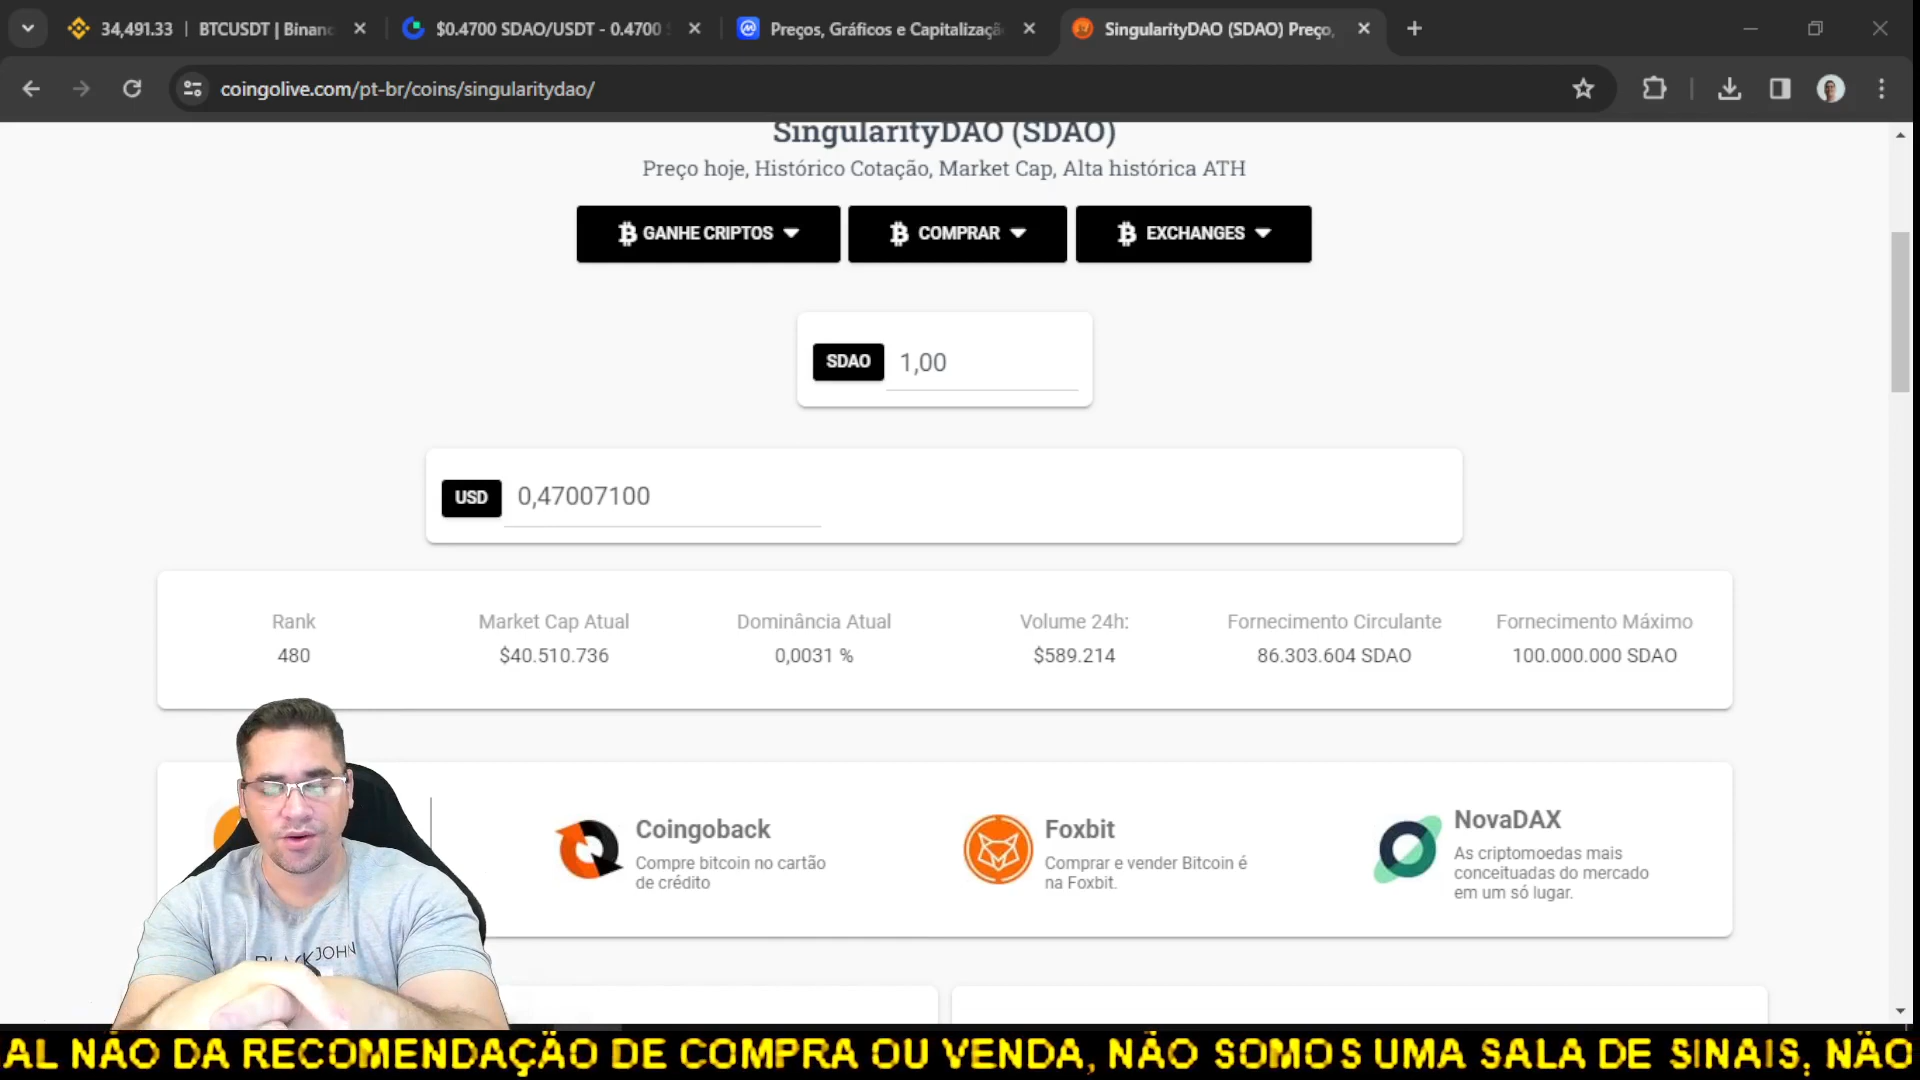 34,491.33 | BTCUSDT | Binanc
$0.4700 SDAO/USDT - 0.4700
Preços, Gráficos e Capitalizaçã
SingularityDAO (SDAO) Preço,
coingolive.com/pt-br/coins/singularitydao/
SingularityDAO (SDAO)
Preço hoje, Histórico Cotação, Market Cap, Alta histórica ATH
GANHE CRIPTOS
COMPRAR
EXCHANGES
SDAO 1,00
USD 0,47007100
Rank
480
Market Cap Atual
$40.510.736
Dominância Atual
0,0031 %
Volume 24h:
$589.214
Fornecimento Circulante
86.303.604 SDAO
Fornecimento Máximo
100.000.000 SDAO
Coingoback
Compre bitcoin no cartão
de crédito
Foxbit
Comprar e vender Bitcoin é
na Foxbit.
NovaDAX
As criptomoedas mais
conceituadas do mercado
em um só lugar.
JOHN
AL NÃO DA RECOMENDAÇÃO DE COMPRA OU VENDA, NÃO SOMOS UMA SALA DE SINAIS, NÃO